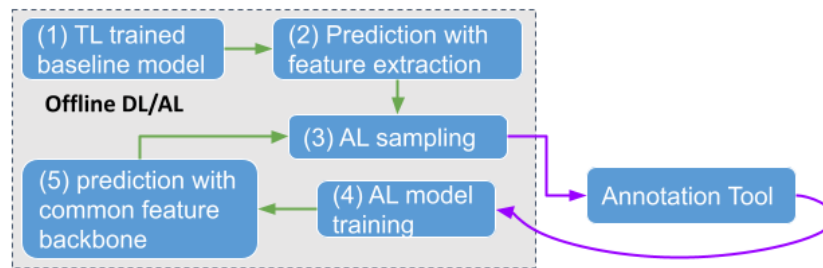 (1) TL trained
baseline model
(2) Prediction with
feature extraction
Offline DL/AL
(3) AL sampling
(5) prediction with
common feature
backbone
(4) AL model
training
Annotation Tool